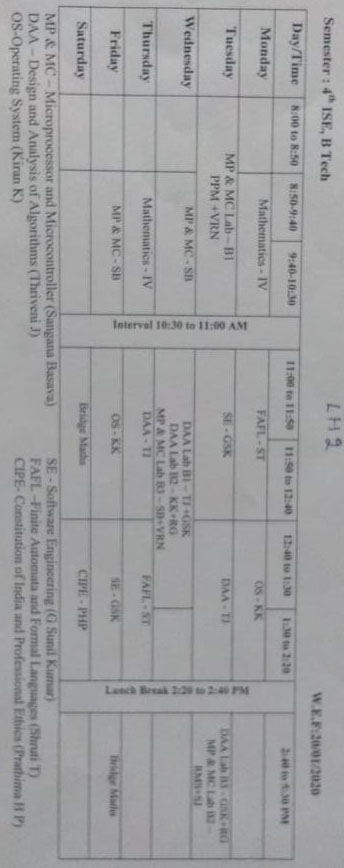 LH 2
Semester : 4th ISE, B Tech W.E.F:20/01/2020
Day/Time 8:00 to 8:50 8:50-9:40 9:40-10:30 11:00 to 11:50 11:50 to 12:40 12:40 to 1:30 1:30 to 2:20 2:40 to 5:30 PM
Interval 10:30 to 11:00 AM
Lunch Break 2:20 to 2:40 PM
Monday Mathematics - IV FAFL - ST OS - KK
Tuesday MP & MC Lab – B1 SE - GSK DAA - TJ DAA Lab B3 - GSK+RG
PPM +VRN MP & MC Lab B2 –
RMS+SJ
Wednesday MP & MC - SB DAA Lab B1 – TJ +GSK
DAA Lab B2 - KK+RG
MP & MC Lab B3 – SB+VRN
Thursday Mathematics - IV DAA - TJ FAFL - ST
Friday MP & MC - SB OS - KK SE - GSK Bridge Maths
Saturday Bridge Maths CIPE - PHP
MP & MC – Microprocessor and Microcontroller (Sangana Basava) SE - Software Engineering (G Sunil Kumar)
DAA – Design and Analysis of Algorithms (Thriveni J) FAFL –Finite Automata and Formal Languages (Shruti T)
OS-Operating System (Kiran K) CIPE- Constitution of India and Professional Ethics (Prathima H P)